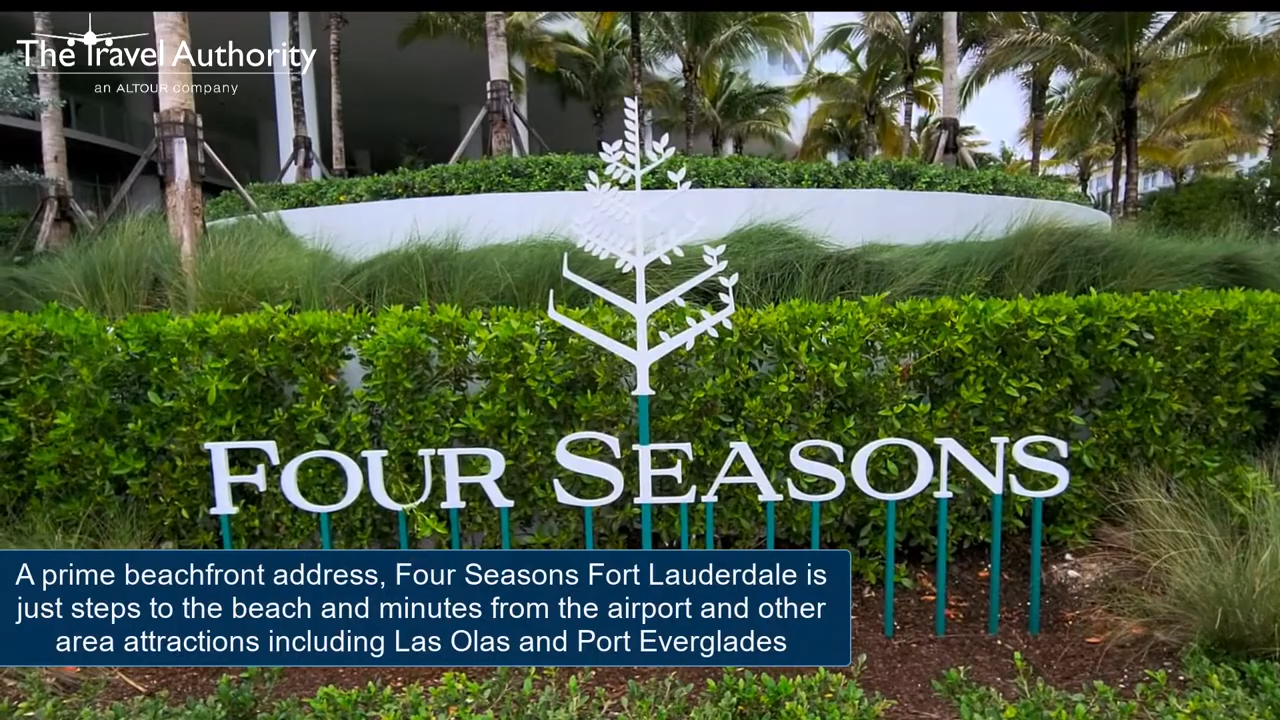 The Travel Authority
an ALTOUR company
FOUR SEASONS
A prime beachfront address, Four Seasons Fort Lauderdale is
just steps to the beach and minutes from the airport and other
area attractions including Las Olas and Port Everglades